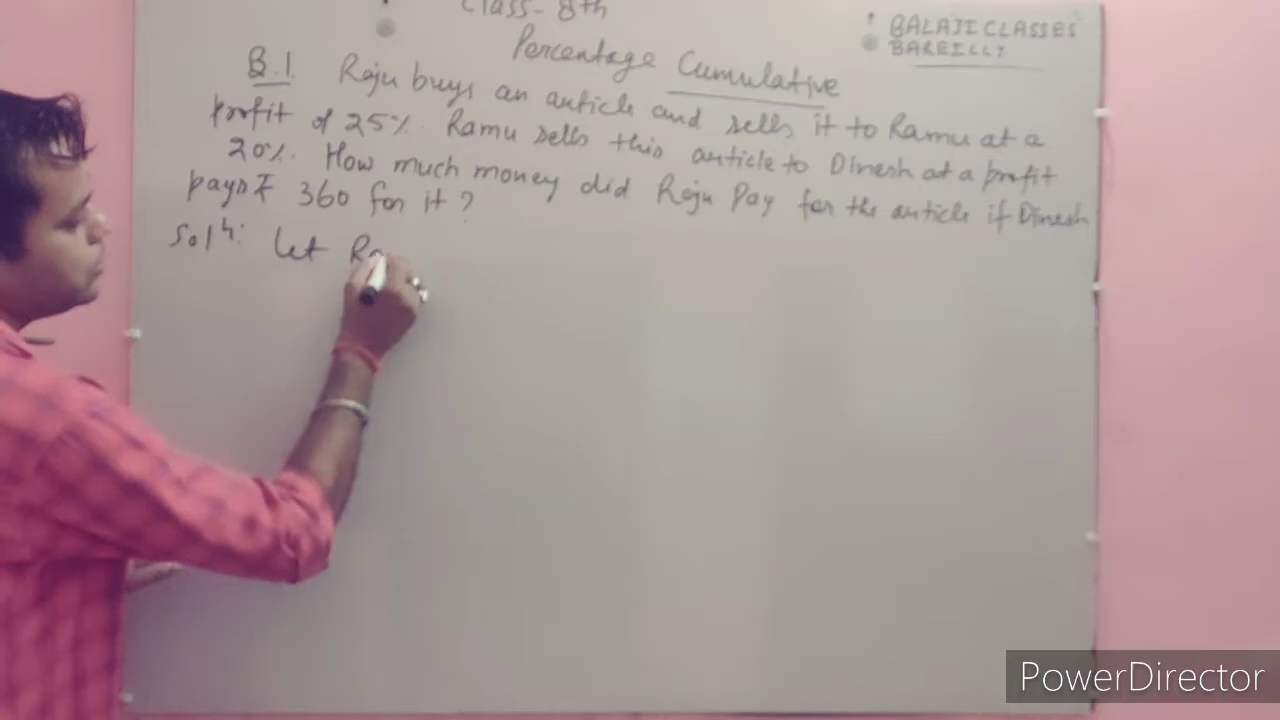 Class-8th
BALAJI CLASSES
BAREILLY
Percentage Cumulative
Q.1 Raju buys an article and sells it to Ramu at a
profit of 25%. Ramu sells this article to Dinesh at a profit
20%. How much money did Raju Pay for the article if Dinesh
pays ₹ 360 for it?
Solⁿ: let Ra
PowerDirector